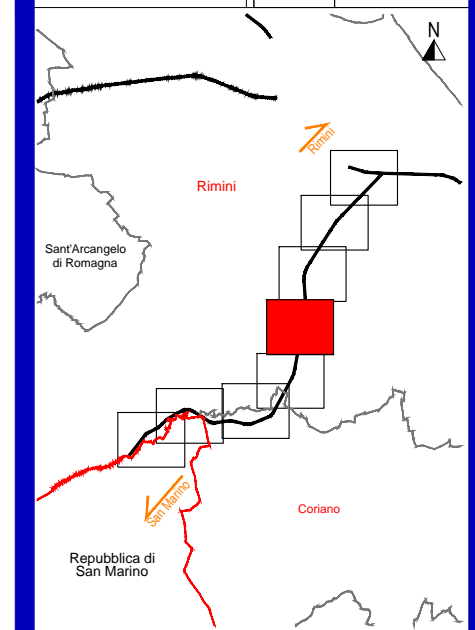 N
Rimini
Rimini
Sant'Arcangelo
di Romagna
San Marino
Coriano
Repubblica di
San Marino